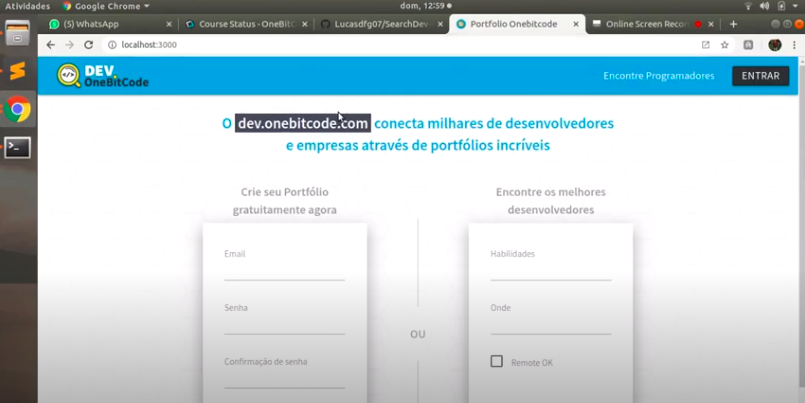 Atividades
Google Chrome
dom, 12:59
(5) WhatsApp
Course Status - OneBitC
Lucasdfg07/SearchDev
Portfolio Onebitcode
Online Screen Recor
localhost:3000
DEV.
OneBitCode
Encontre Programadores
ENTRAR
O dev.onebitcode.com conecta milhares de desenvolvedores
e empresas através de portfólios incríveis
Crie seu Portfólio
gratuitamente agora
Email
Senha
Confirmação de senha
OU
Encontre os melhores
desenvolvedores
Habilidades
Onde
Remote OK